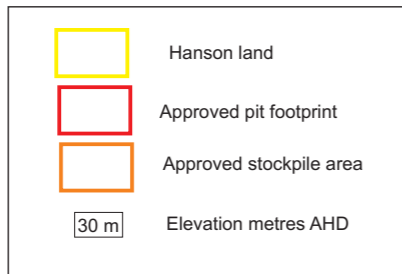 Hanson land
Approved pit footprint
Approved stockpile area
30 m Elevation metres AHD